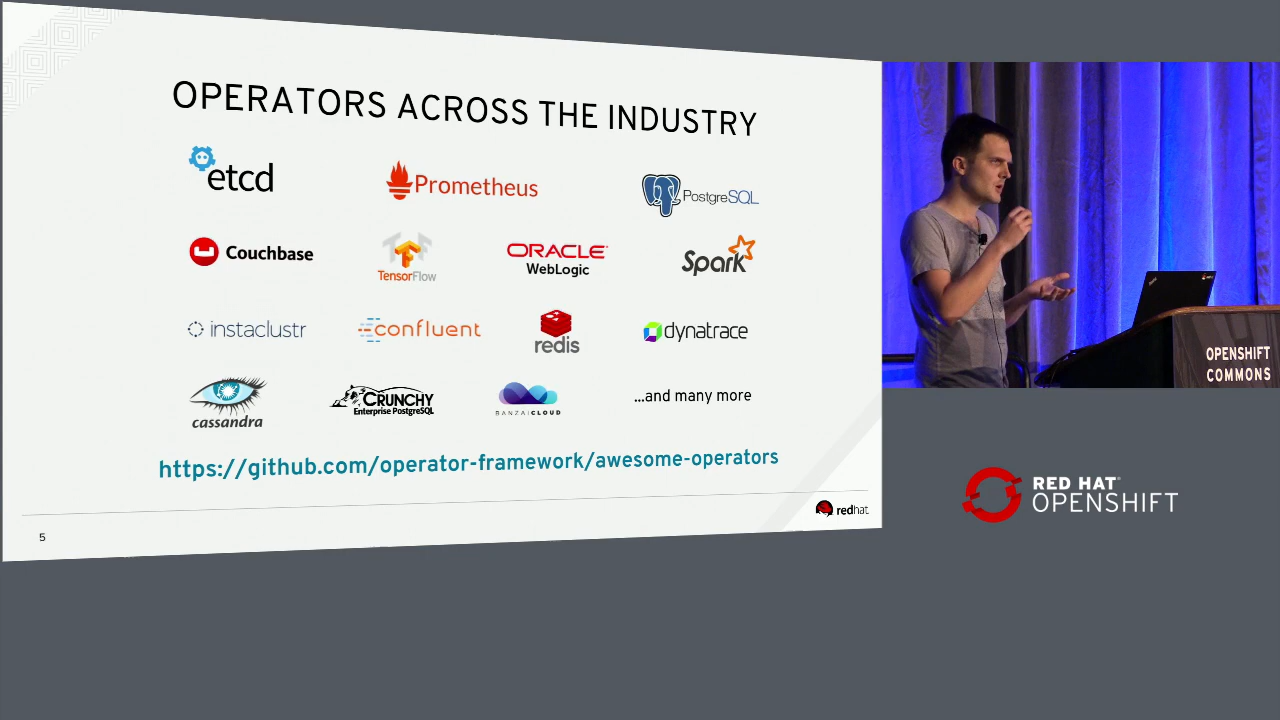 OPERATORS ACROSS THE INDUSTRY
etcd
Prometheus
PostgreSQL
Couchbase
TensorFlow
ORACLE
WebLogic
Spark
instaclustr
confluent
redis
dynatrace
cassandra
CRUNCHY
Enterprise PostgreSQL
BANZAICLOUD
...and many more
https://github.com/operator-framework/awesome-operators
redhat
5
OPENSHIFT
COMMONS
RED HAT
OPENSHIFT